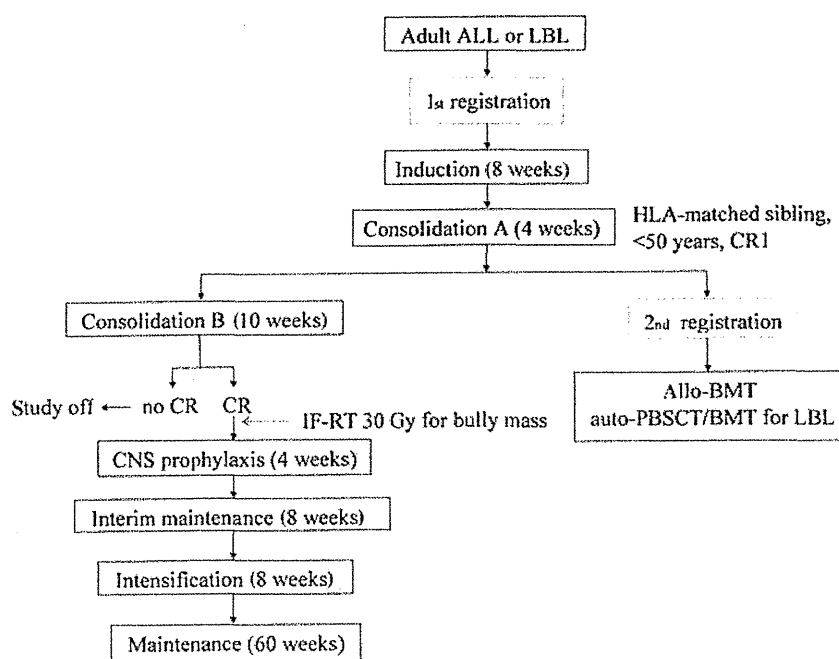 Adult ALL or LBL
1st registration
Induction (8 weeks)
Consolidation A (4 weeks)
HLA-matched sibling,
<50 years, CR1
Consolidation B (10 weeks)
2nd registration
Allo-BMT
auto-PBSCT/BMT for LBL
Study off
no CR
CR
IF-RT 30 Gy for bully mass
CNS prophylaxis (4 weeks)
Interim maintenance (8 weeks)
Intensification (8 weeks)
Maintenance (60 weeks)